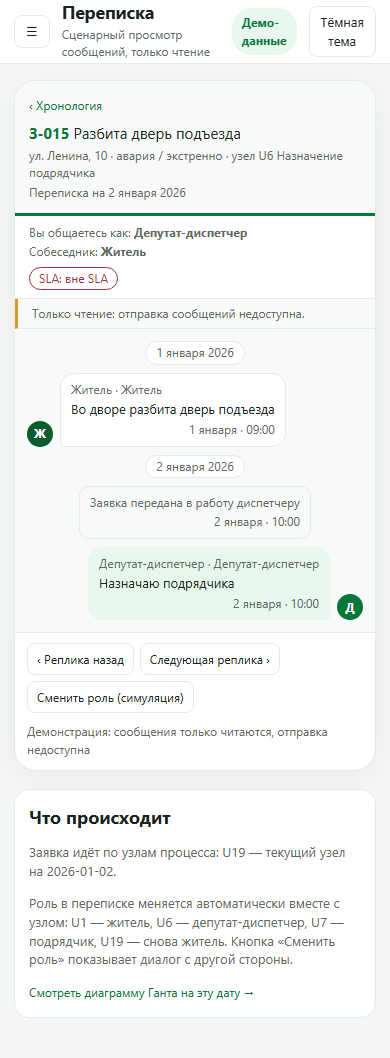 ☰
Переписка
Сценарный просмотр
сообщений, только чтение
Демо-
данные
Тёмная
тема
‹ Хронология
3-015 Разбита дверь подъезда
ул. Ленина, 10 · авария / экстренно · узел U6 Назначение
подрядчика
Переписка на 2 января 2026
Вы общаетесь как: Депутат-диспетчер
Собеседник: Житель
SLA: вне SLA
Только чтение: отправка сообщений недоступна.
1 января 2026
Житель · Житель
Во дворе разбита дверь подъезда
1 января · 09:00
Ж
2 января 2026
Заявка передана в работу диспетчеру
2 января · 10:00
Депутат-диспетчер · Депутат-диспетчер
Назначаю подрядчика
2 января · 10:00
Д
‹ Реплика назад
Следующая реплика ›
Сменить роль (симуляция)
Демонстрация: сообщения только читаются, отправка
недоступна
Что происходит
Заявка идёт по узлам процесса: U19 — текущий узел
на 2026-01-02.
Роль в переписке меняется автоматически вместе с
узлом: U1 — житель, U6 — депутат-диспетчер, U7 —
подрядчик, U19 — снова житель. Кнопка «Сменить
роль» показывает диалог с другой стороны.
Смотреть диаграмму Ганта на эту дату →